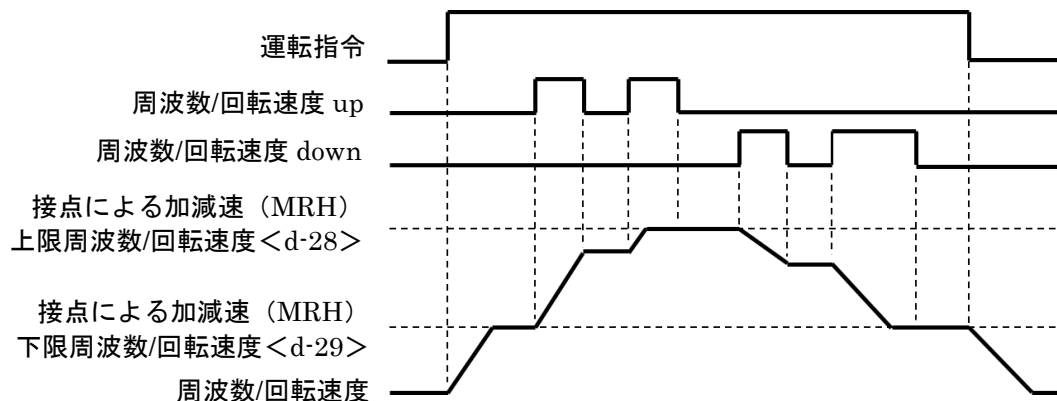 運転指令
周波数/回転速度 up
周波数/回転速度 down
接点による加減速（MRH）
上限周波数/回転速度＜d-28＞
接点による加減速（MRH）
下限周波数/回転速度＜d-29＞
周波数/回転速度